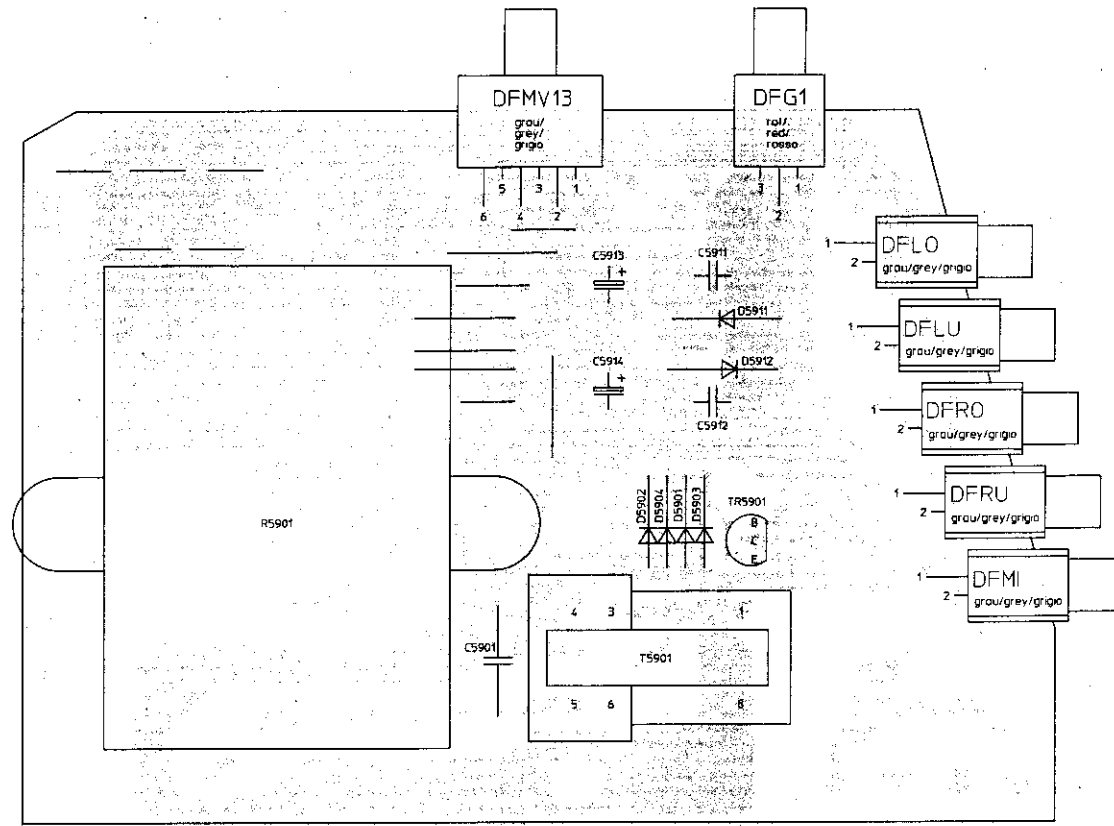 DFMV13
grau/
grey/
grigio
5
3
1
6
4
2
DFG1
rot/
red/
rosso
3
1
2
1
2
DFLO
grau/grey/grigio
1
2
DFLU
grau/grey/grigio
1
2
DFRO
grau/grey/grigio
1
2
DFRU
grau/grey/grigio
1
2
DFMI
grau/grey/grigio
C5913
+
C5911
D5911
C5914
+
D5912
C5912
R5901
D5902
D5904
D5901
D5903
TR5901
B
C
E
C5901
4
3
1
T5901
5
6
8